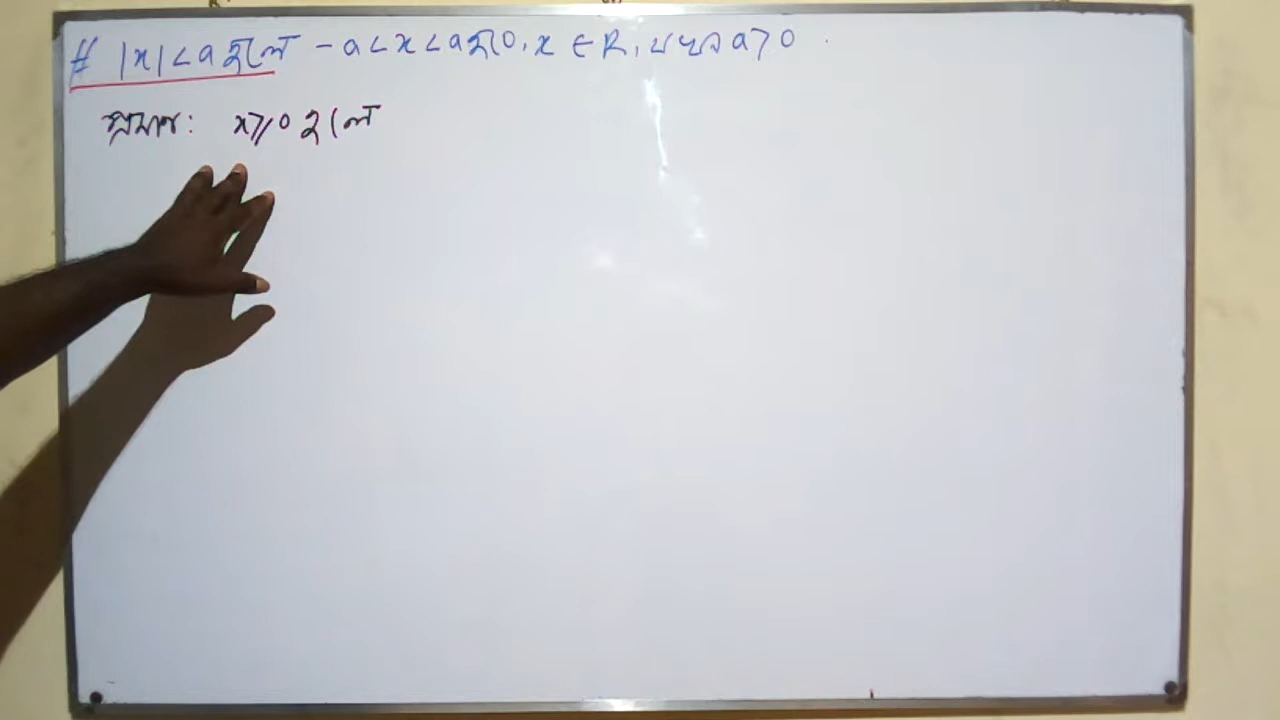 # |x| < a হলে -a < x < a হবে, x ∈ R, যখন a > 0
প্রমাণ: x ≥ 0 হলে